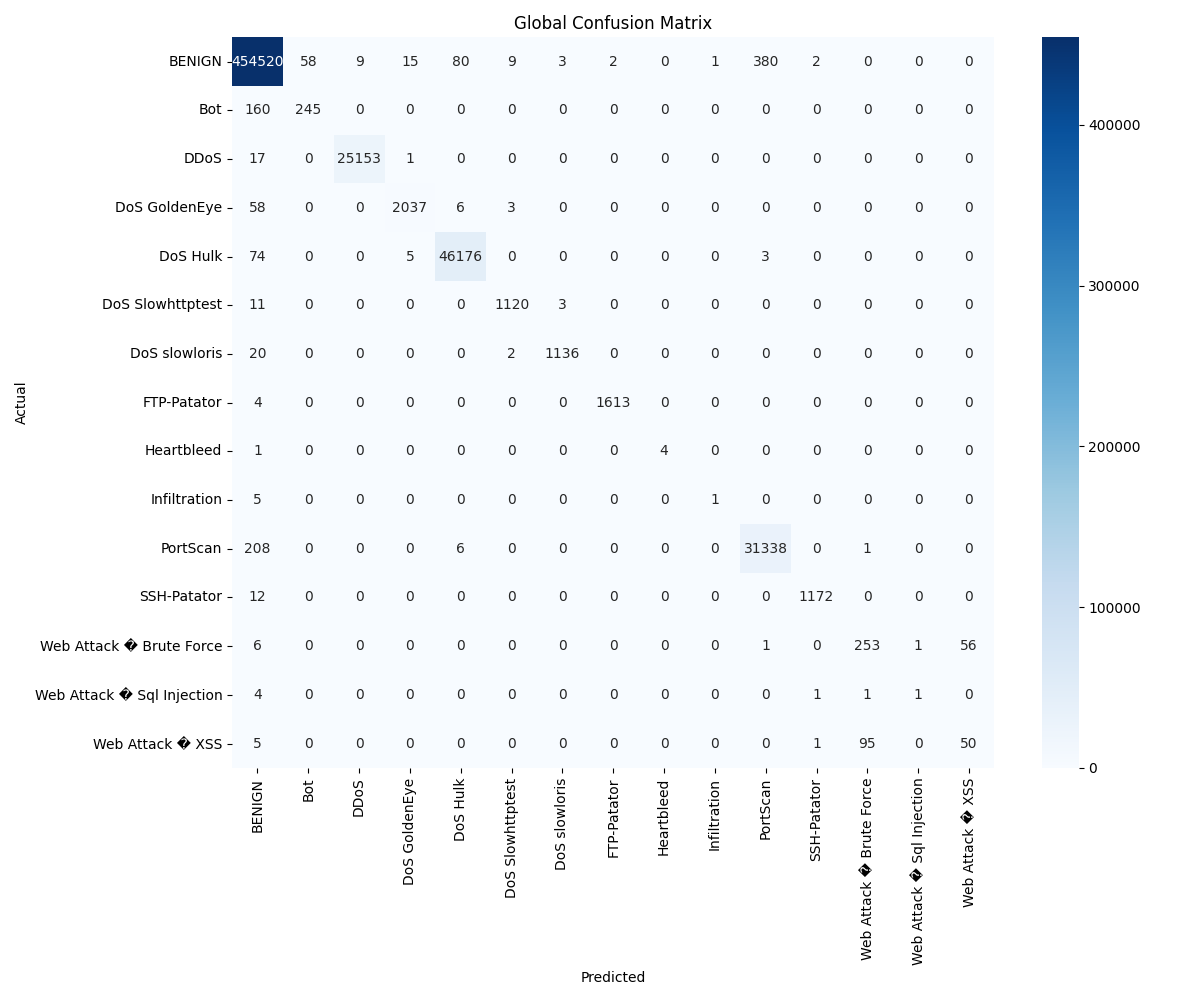 Global Confusion Matrix
BENIGN 454520 58 9 15 80 9 3 2 0 1 380 2 0 0 0
Bot 160 245 0 0 0 0 0 0 0 0 0 0 0 0 0
DDoS 17 0 25153 1 0 0 0 0 0 0 0 0 0 0 0
DoS GoldenEye 58 0 0 2037 6 3 0 0 0 0 0 0 0 0 0
DoS Hulk 74 0 0 5 46176 0 0 0 0 0 3 0 0 0 0
DoS Slowhttptest 11 0 0 0 0 1120 3 0 0 0 0 0 0 0 0
DoS slowloris 20 0 0 0 0 2 1136 0 0 0 0 0 0 0 0
FTP-Patator 4 0 0 0 0 0 0 1613 0 0 0 0 0 0 0
Heartbleed 1 0 0 0 0 0 0 0 4 0 0 0 0 0 0
Infiltration 5 0 0 0 0 0 0 0 0 1 0 0 0 0 0
PortScan 208 0 0 0 6 0 0 0 0 0 31338 0 1 0 0
SSH-Patator 12 0 0 0 0 0 0 0 0 0 0 1172 0 0 0
Web Attack � Brute Force 6 0 0 0 0 0 0 0 0 0 1 0 253 1 56
Web Attack � Sql Injection 4 0 0 0 0 0 0 0 0 0 0 1 1 1 0
Web Attack � XSS 5 0 0 0 0 0 0 0 0 0 0 1 95 0 50
Actual
BENIGN
Bot
DDoS
DoS GoldenEye
DoS Hulk
DoS Slowhttptest
DoS slowloris
FTP-Patator
Heartbleed
Infiltration
PortScan
SSH-Patator
Web Attack � Brute Force
Web Attack � Sql Injection
Web Attack � XSS
Predicted
400000
300000
200000
100000
0